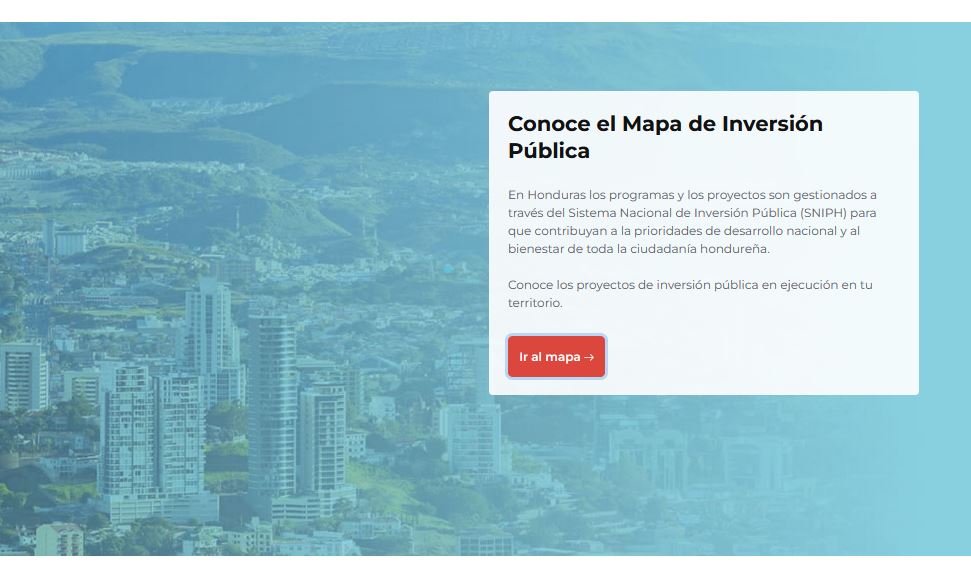 Conoce el Mapa de Inversión
Pública
En Honduras los programas y los proyectos son gestionados a
través del Sistema Nacional de Inversión Pública (SNIPH) para
que contribuyan a la prioridades de desarrollo nacional y al
bienestar de toda la ciudadanía hondureña.
Conoce los proyectos de inversión pública en ejecución en tu
territorio.
Ir al mapa →